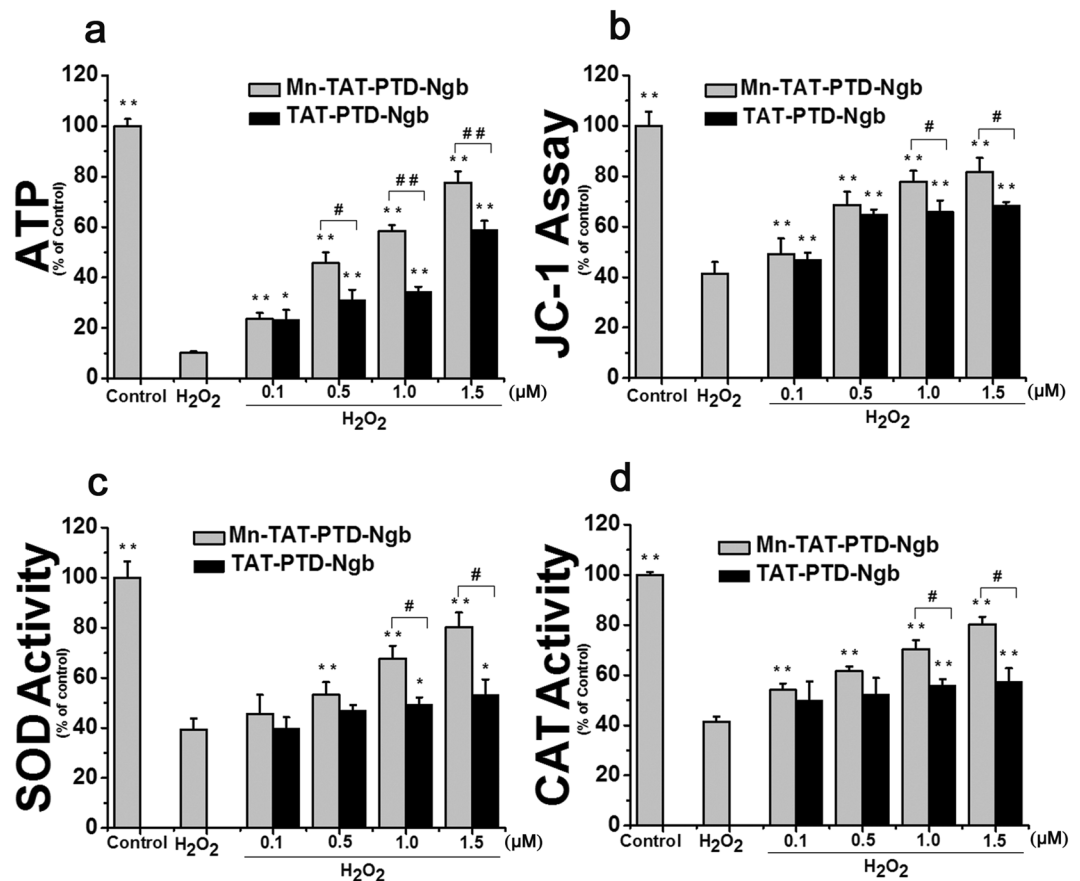 a
ATP
(% of Control)
120
100
80
60
40
20
0
Mn-TAT-PTD-Ngb
TAT-PTD-Ngb
** ** * ** ** # ** ** ## ** ** ##
Control H2O2 0.1 0.5 1.0 1.5 (μM)
H2O2
b
JC-1 Assay
(% of control)
120
100
80
60
40
20
0
Mn-TAT-PTD-Ngb
TAT-PTD-Ngb
** ** ** ** ** ** ** # ** ** #
Control H2O2 0.1 0.5 1.0 1.5 (μM)
H2O2
c
SOD Activity
(% of control)
120
100
80
60
40
20
0
Mn-TAT-PTD-Ngb
TAT-PTD-Ngb
** ** ** * # ** * #
Control H2O2 0.1 0.5 1.0 1.5 (μM)
H2O2
d
CAT Activity
(% of Control)
120
100
80
60
40
20
0
Mn-TAT-PTD-Ngb
TAT-PTD-Ngb
** ** ** ** ** # ** ** #
Control H2O2 0.1 0.5 1.0 1.5 (μM)
H2O2